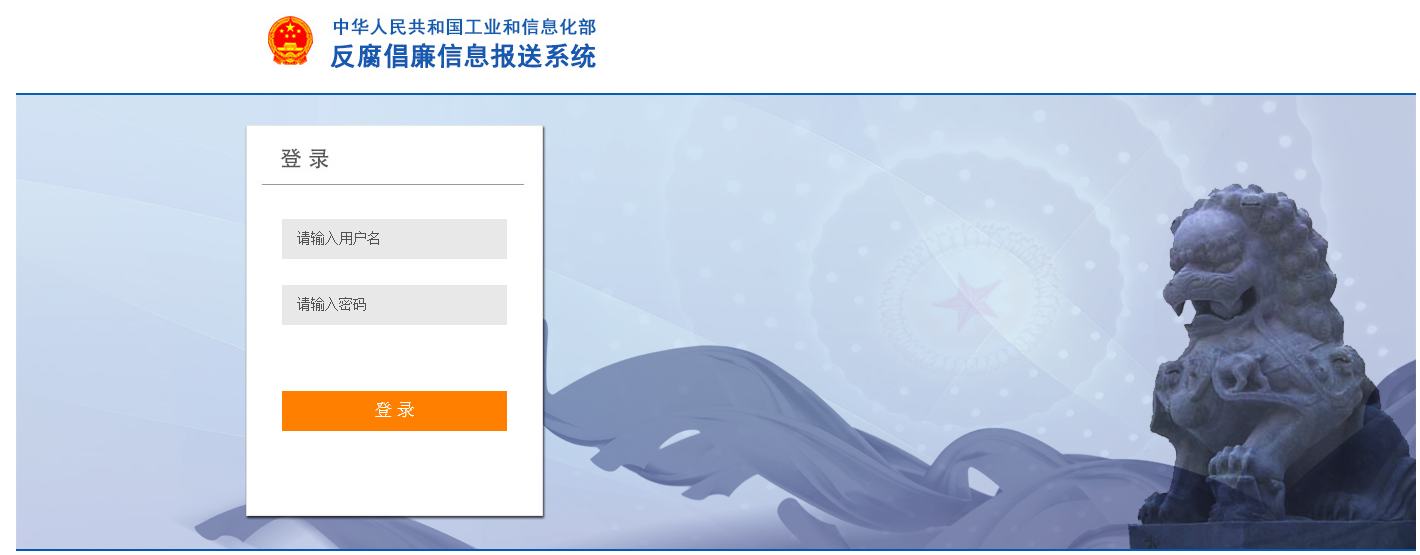 中华人民共和国工业和信息化部
反腐倡廉信息报送系统
登 录
请输入用户名
请输入密码
登 录